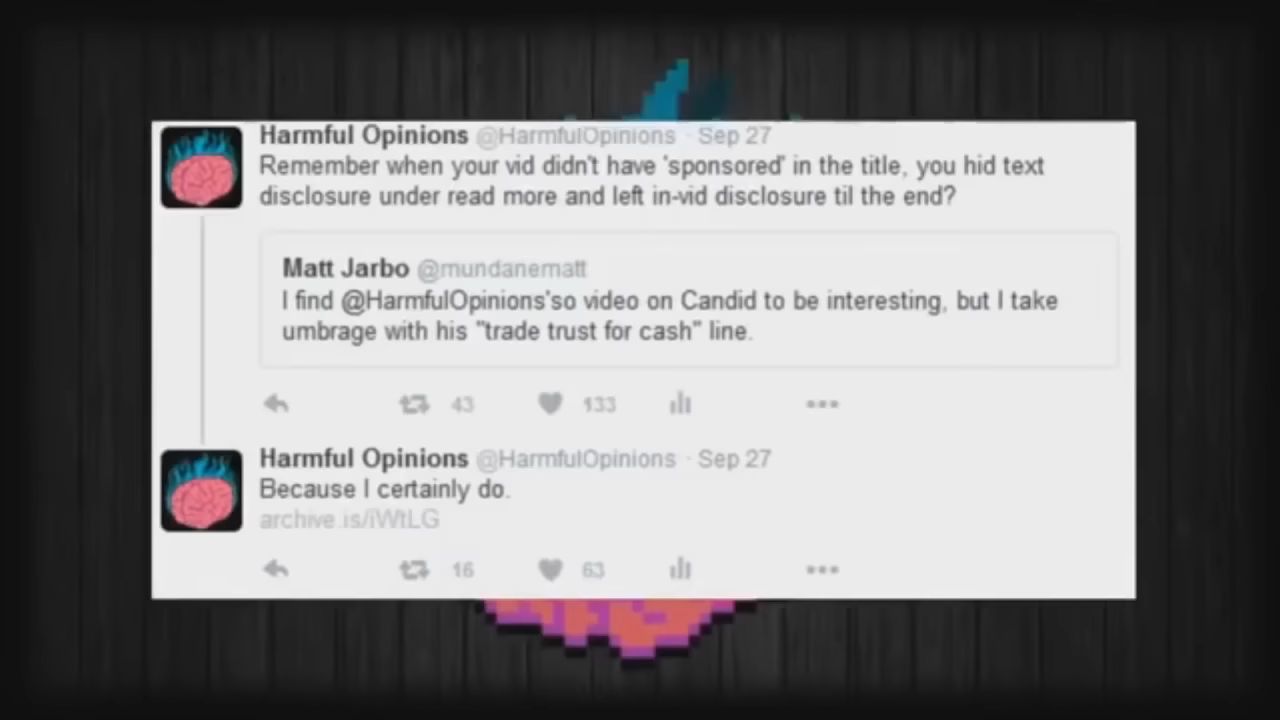 Harmful Opinions @HarmfulOpinions · Sep 27
Remember when your vid didn't have 'sponsored' in the title, you hid text
disclosure under read more and left in-vid disclosure til the end?
Matt Jarbo @mundanematt
I find @HarmfulOpinions'so video on Candid to be interesting, but I take
umbrage with his "trade trust for cash" line.
43 133
Harmful Opinions @HarmfulOpinions · Sep 27
Because I certainly do.
archive.is/iWtLG
16 63